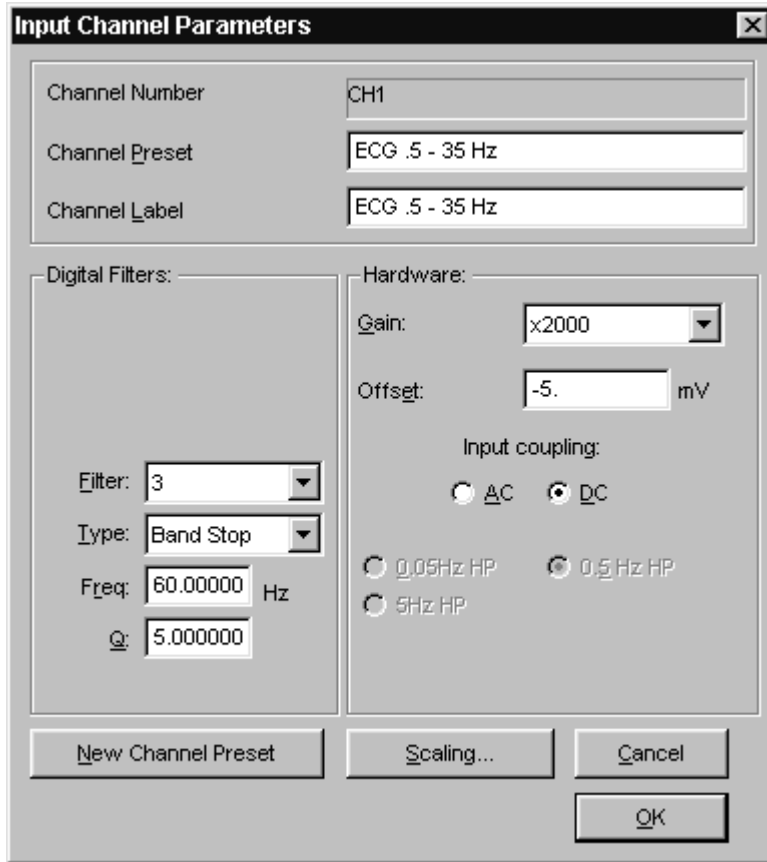 Input Channel Parameters
Channel Number CH1
Channel Preset ECG .5 - 35 Hz
Channel Label ECG .5 - 35 Hz
Digital Filters:
Filter: 3
Type: Band Stop
Freq: 60.00000 Hz
Q: 5.000000
Hardware:
Gain: x2000
Offset: -5. mV
Input coupling:
AC DC
0.05Hz HP 0.5 Hz HP
5Hz HP
New Channel Preset Scaling... Cancel
OK